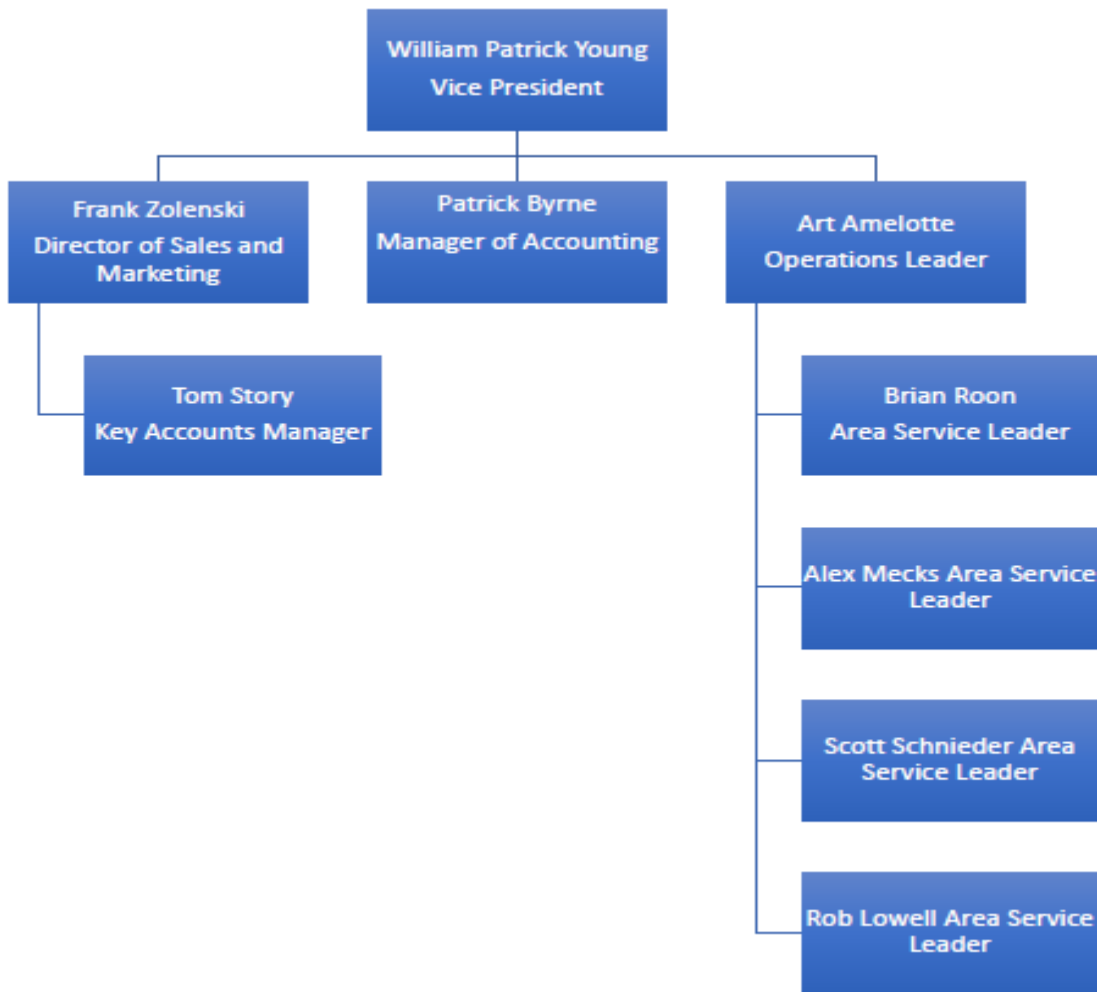 William Patrick Young
Vice President
Frank Zolenski
Director of Sales and
Marketing
Patrick Byrne
Manager of Accounting
Art Amelotte
Operations Leader
Tom Story
Key Accounts Manager
Brian Roon
Area Service Leader
Alex Mecks Area Service
Leader
Scott Schnieder Area
Service Leader
Rob Lowell Area Service
Leader